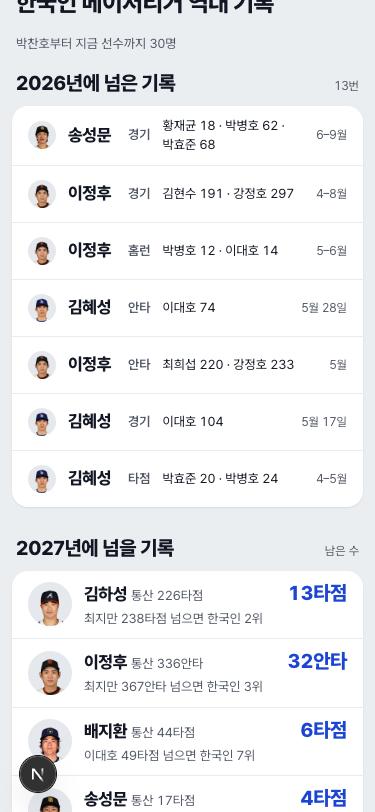 한국인 메이저리거 역대 기록
박찬호부터 지금 선수까지 30명
2026년에 넘은 기록 13번
송성문 경기 황재균 18 · 박병호 62 · 6–9월
박효준 68
이정후 경기 김현수 191 · 강정호 297 4–8월
이정후 홈런 박병호 12 · 이대호 14 5–6월
김혜성 안타 이대호 74 5월 28일
이정후 안타 최희섭 220 · 강정호 233 5월
김혜성 경기 이대호 104 5월 17일
김혜성 타점 박효준 20 · 박병호 24 4–5월
2027년에 넘을 기록 남은 수
김하성 통산 226타점 13타점
최지만 238타점 넘으면 한국인 2위
이정후 통산 336안타 32안타
최지만 367안타 넘으면 한국인 3위
배지환 통산 44타점 6타점
이대호 49타점 넘으면 한국인 7위
N
송성문 통산 17타점 4타점